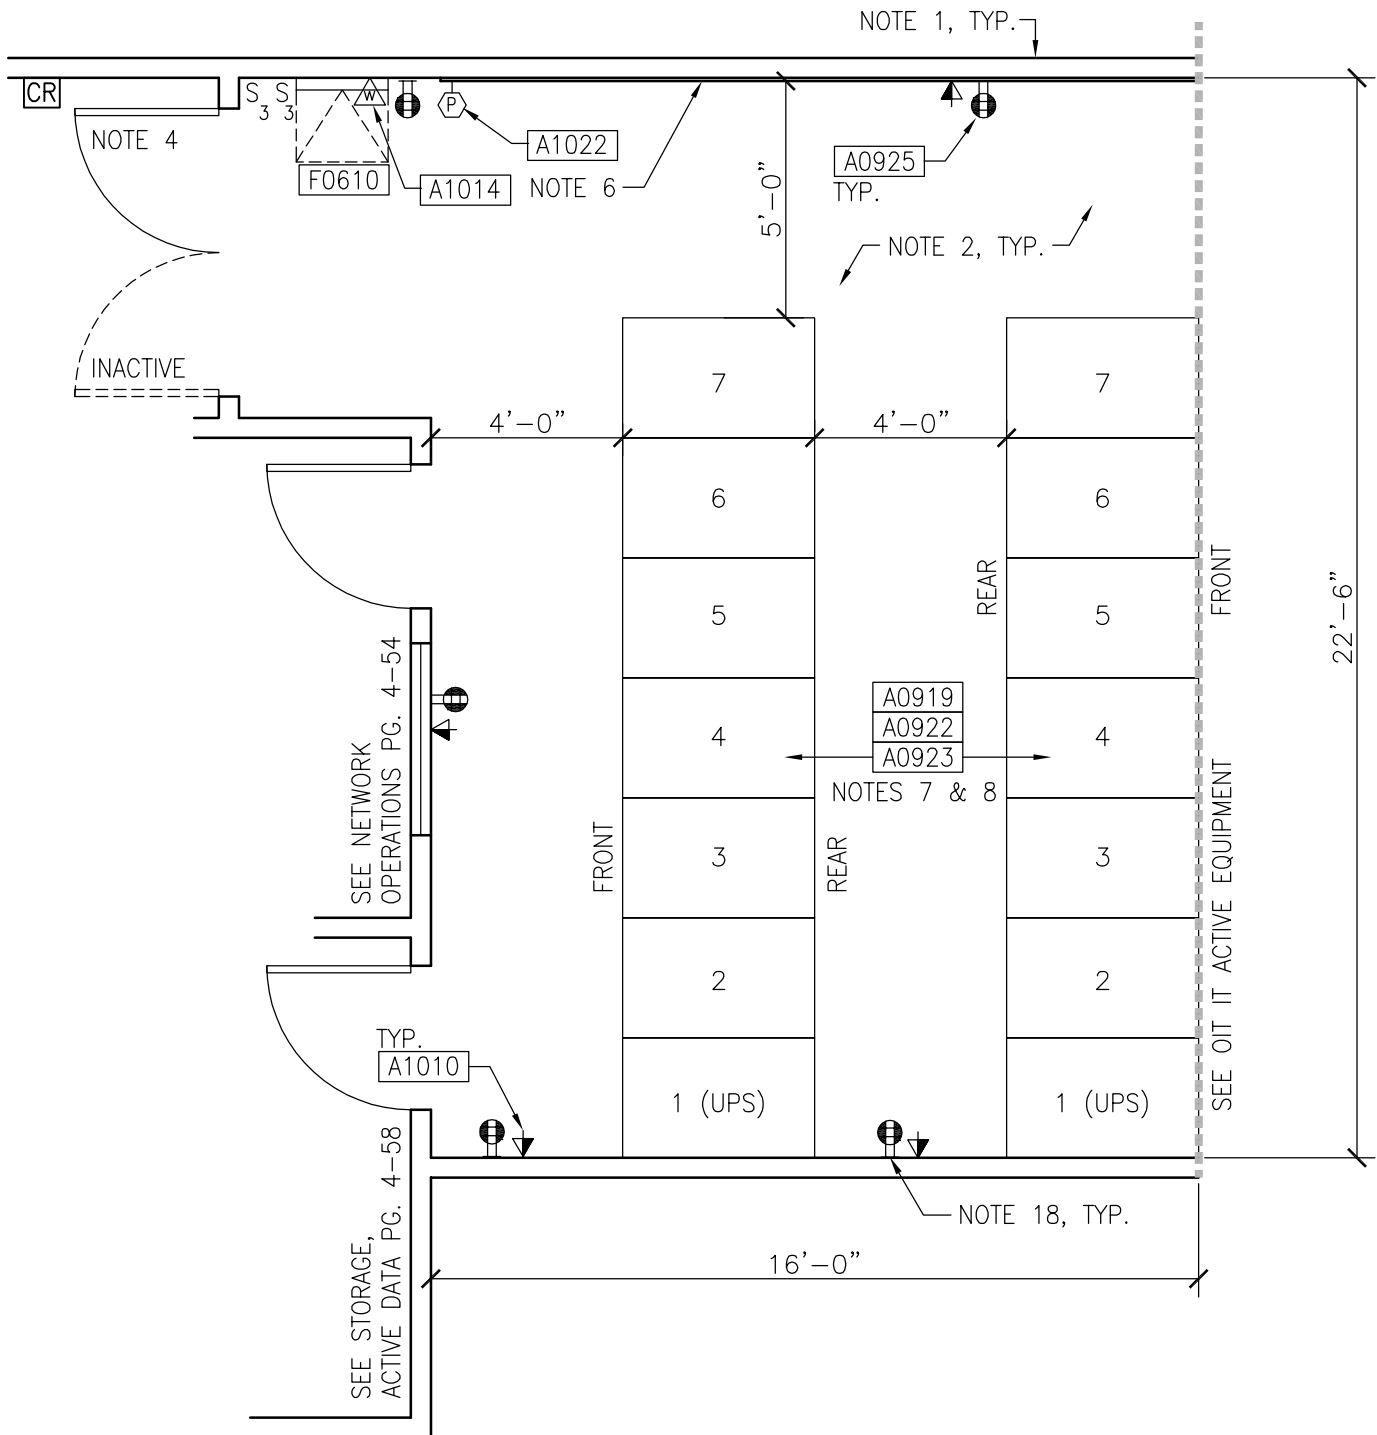 NOTE 1, TYP.
CR
S3 S3
W
P
NOTE 4
A1022
A0925
TYP.
F0610
A1014
NOTE 6
5'-0"
NOTE 2, TYP.
INACTIVE
7
7
4'-0"
4'-0"
6
6
5
5
REAR
FRONT
22'-6"
SEE NETWORK
OPERATIONS PG. 4-54
4
4
A0919
A0922
A0923
NOTES 7 & 8
FRONT
REAR
3
3
SEE OIT IT ACTIVE EQUIPMENT
2
2
TYP.
A1010
1 (UPS)
1 (UPS)
SEE STORAGE,
ACTIVE DATA PG. 4-58
NOTE 18, TYP.
16'-0"